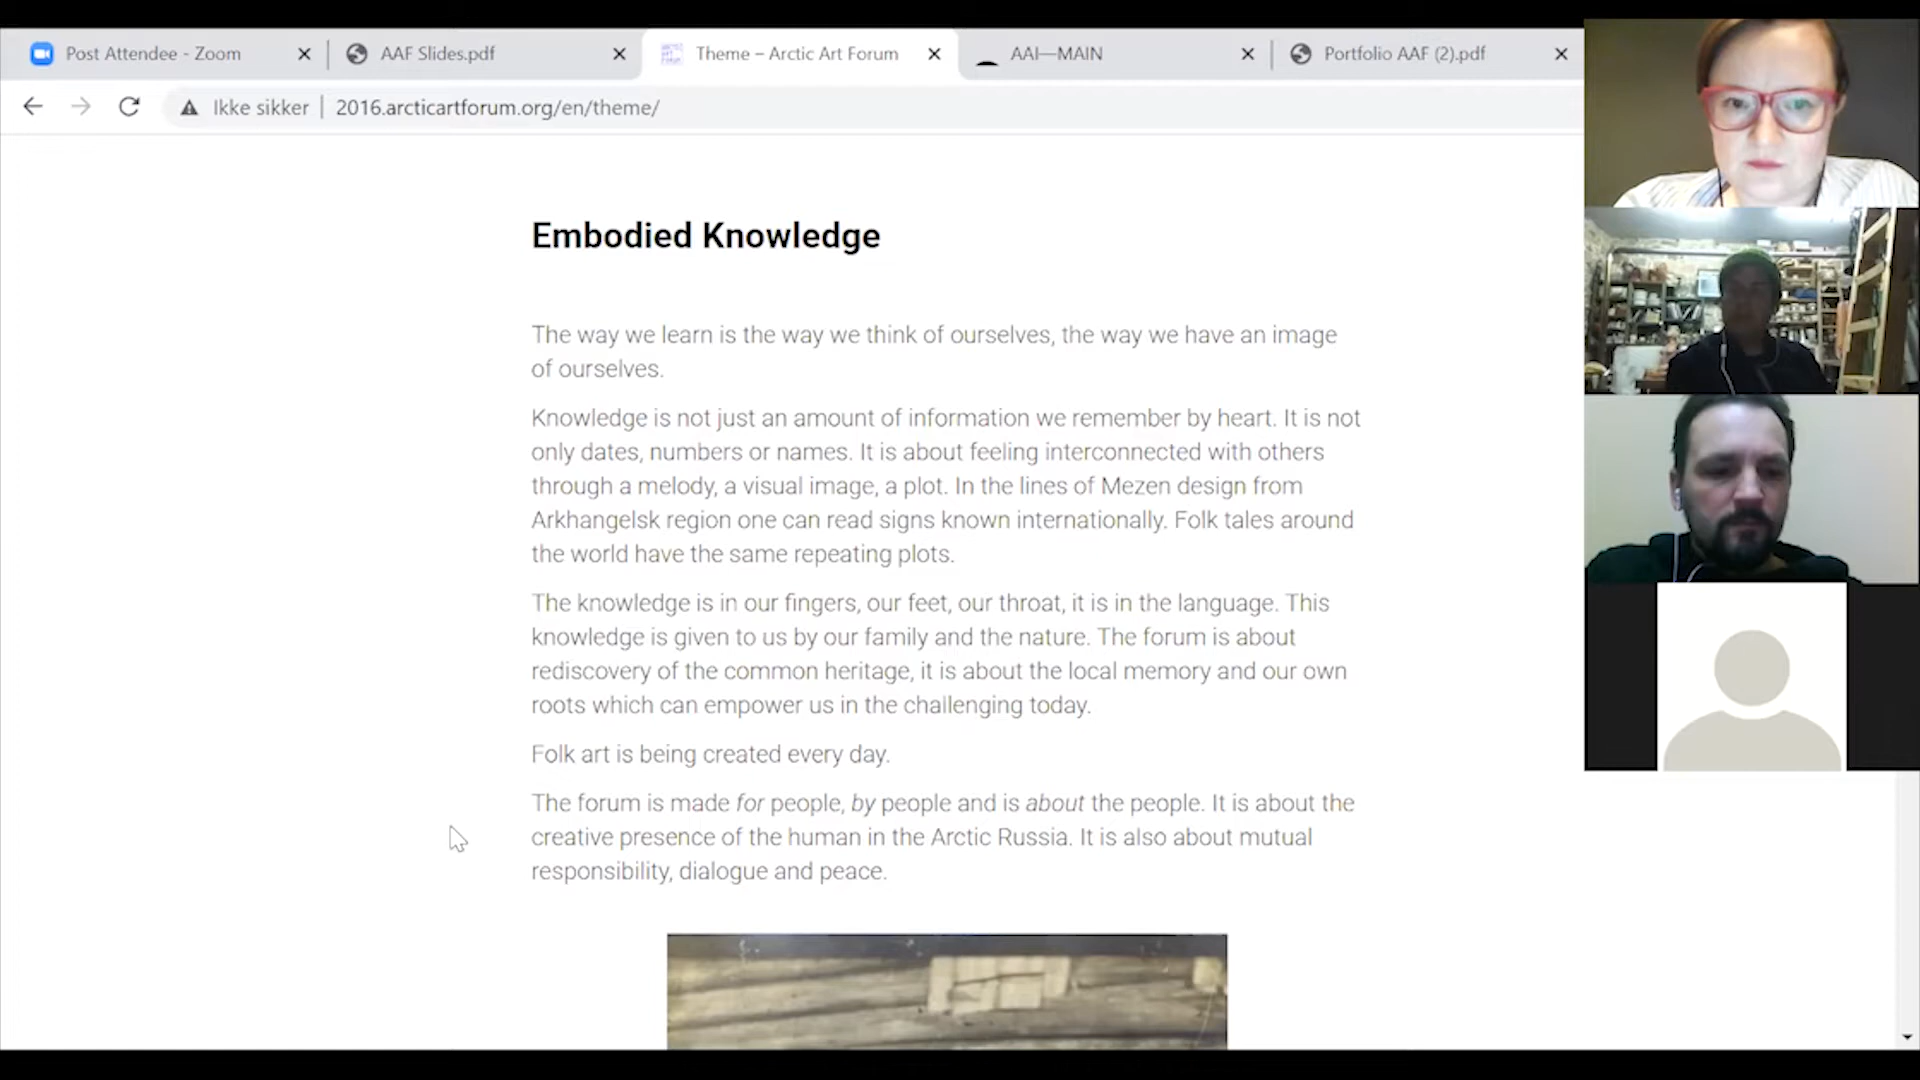 Post Attendee - Zoom
AAF Slides.pdf
Theme – Arctic Art Forum
AAI—MAIN
Portfolio AAF (2).pdf
Ikke sikker
2016.arcticartforum.org/en/theme/
Embodied Knowledge
The way we learn is the way we think of ourselves, the way we have an image
of ourselves.
Knowledge is not just an amount of information we remember by heart. It is not
only dates, numbers or names. It is about feeling interconnected with others
through a melody, a visual image, a plot. In the lines of Mezen design from
Arkhangelsk region one can read signs known internationally. Folk tales around
the world have the same repeating plots.
The knowledge is in our fingers, our feet, our throat, it is in the language. This
knowledge is given to us by our family and the nature. The forum is about
rediscovery of the common heritage, it is about the local memory and our own
roots which can empower us in the challenging today.
Folk art is being created every day.
The forum is made for people, by people and is about the people. It is about the
creative presence of the human in the Arctic Russia. It is also about mutual
responsibility, dialogue and peace.